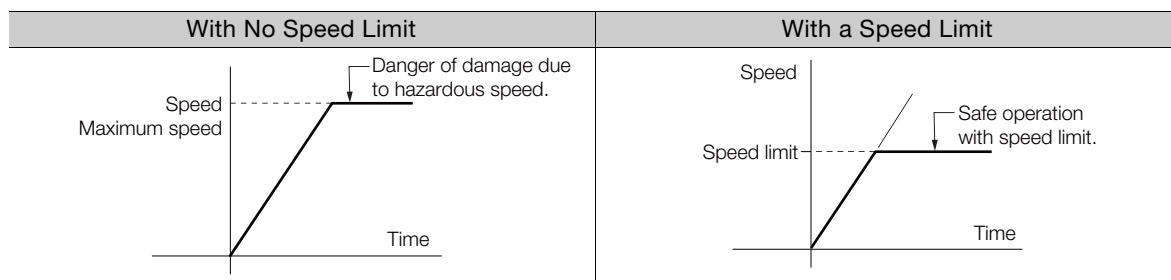 With No Speed Limit
With a Speed Limit
Danger of damage due
to hazardous speed.
Speed
Maximum speed
Time
Speed
Safe operation
with speed limit.
Speed limit
Time